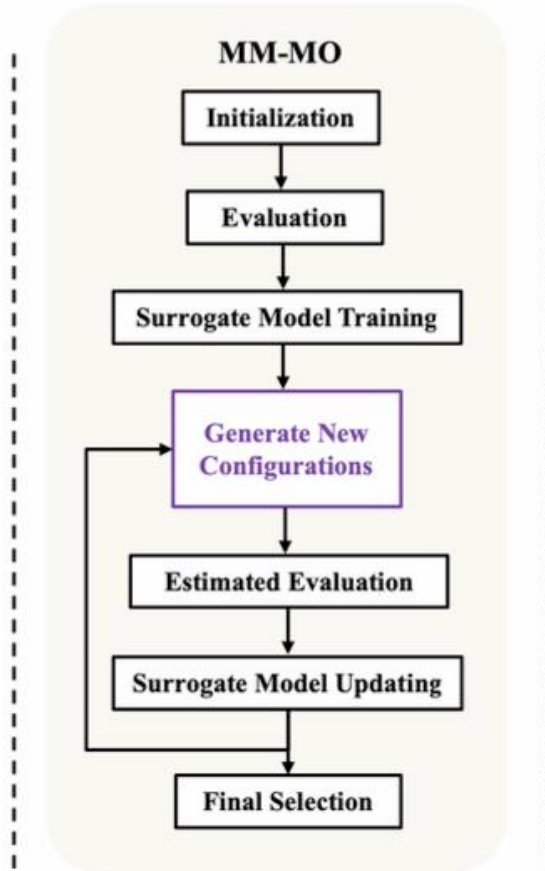 MM-MO
Initialization
Evaluation
Surrogate Model Training
Generate New
Configurations
Estimated Evaluation
Surrogate Model Updating
Final Selection